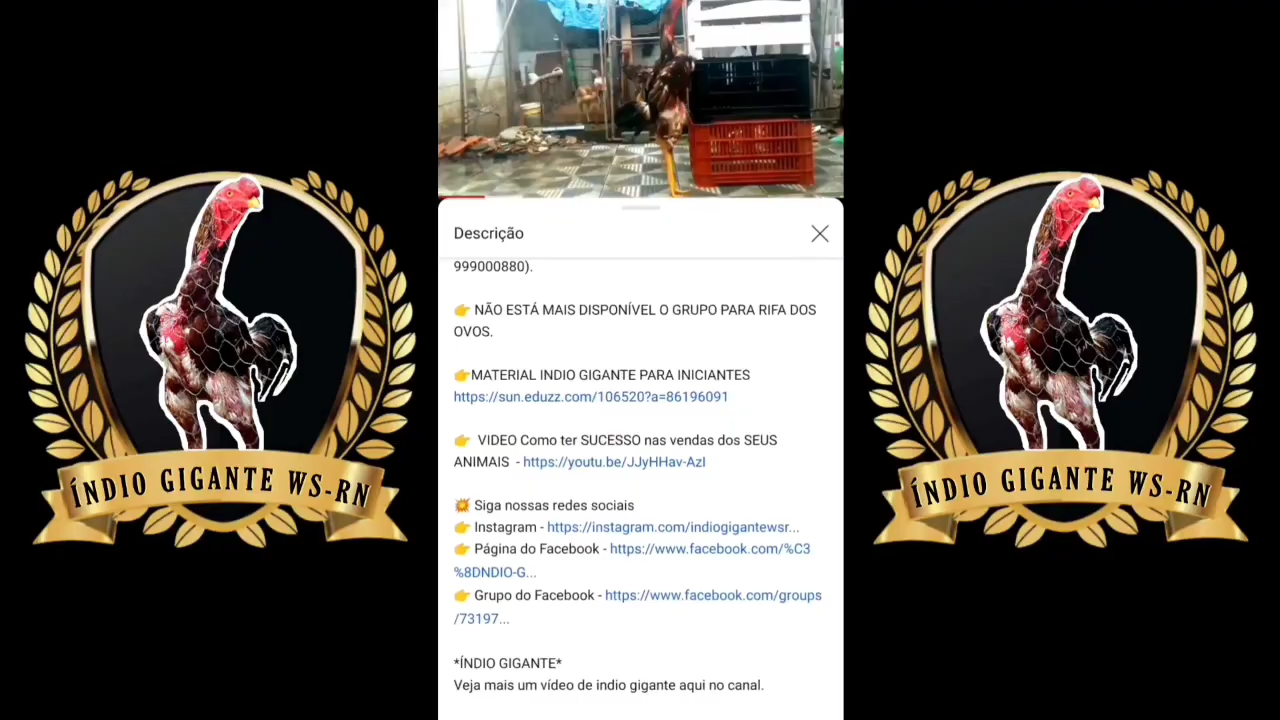 Descrição
999000880).
👉 NÃO ESTÁ MAIS DISPONÍVEL O GRUPO PARA RIFA DOS
OVOS.
👉MATERIAL INDIO GIGANTE PARA INICIANTES
https://sun.eduzz.com/106520?a=86196091
👉 VIDEO Como ter SUCESSO nas vendas dos SEUS
ANIMAIS - https://youtu.be/JJyHHav-AzI
💥 Siga nossas redes sociais
👉 Instagram - https://instagram.com/indiogigantewsr...
👉 Página do Facebook - https://www.facebook.com/%C3
%8DNDIO-G...
👉 Grupo do Facebook - https://www.facebook.com/groups
/73197...
*ÍNDIO GIGANTE*
Veja mais um vídeo de indio gigante aqui no canal.
ÍNDIO GIGANTE WS-RN
ÍNDIO GIGANTE WS-RN